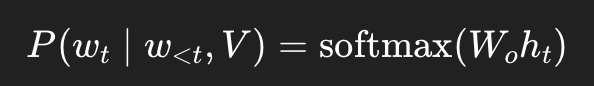 P(w_t | w_{<t}, V) = softmax(W_o h_t)